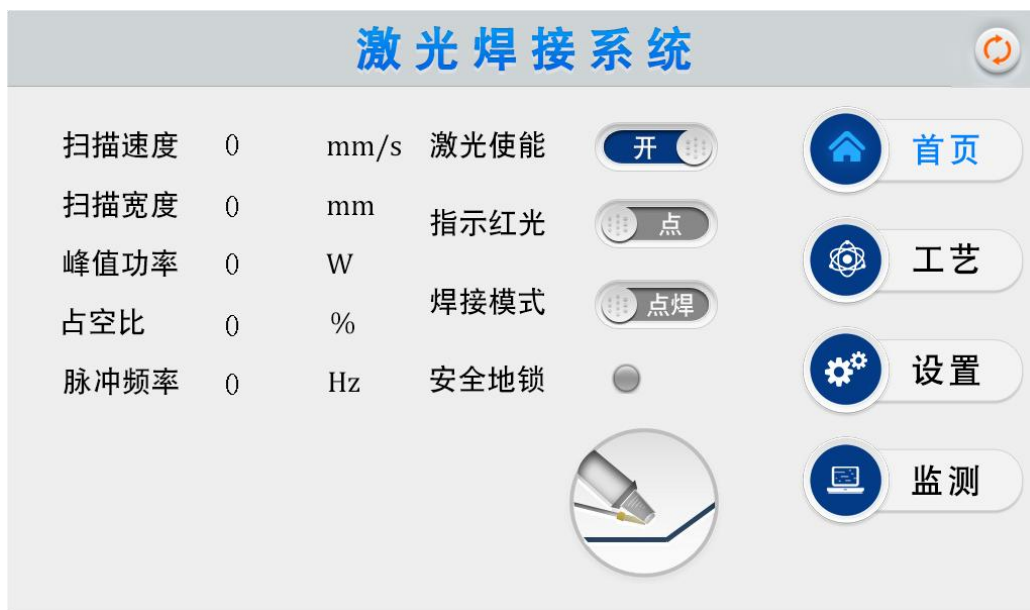 激光焊接系统
扫描速度 0 mm/s 激光使能 开
扫描宽度 0 mm
指示红光 点
峰值功率 0 W
焊接模式 点焊
占空比 0 %
脉冲频率 0 Hz 安全地锁
首页
工艺
设置
监测